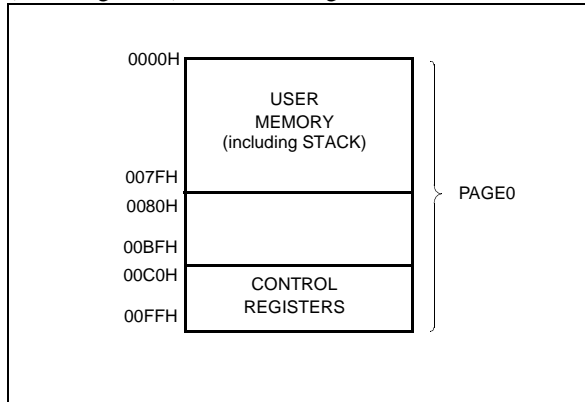 0000H
USER
MEMORY
(including STACK)
007FH
0080H
PAGE0
00BFH
00C0H
CONTROL
REGISTERS
00FFH